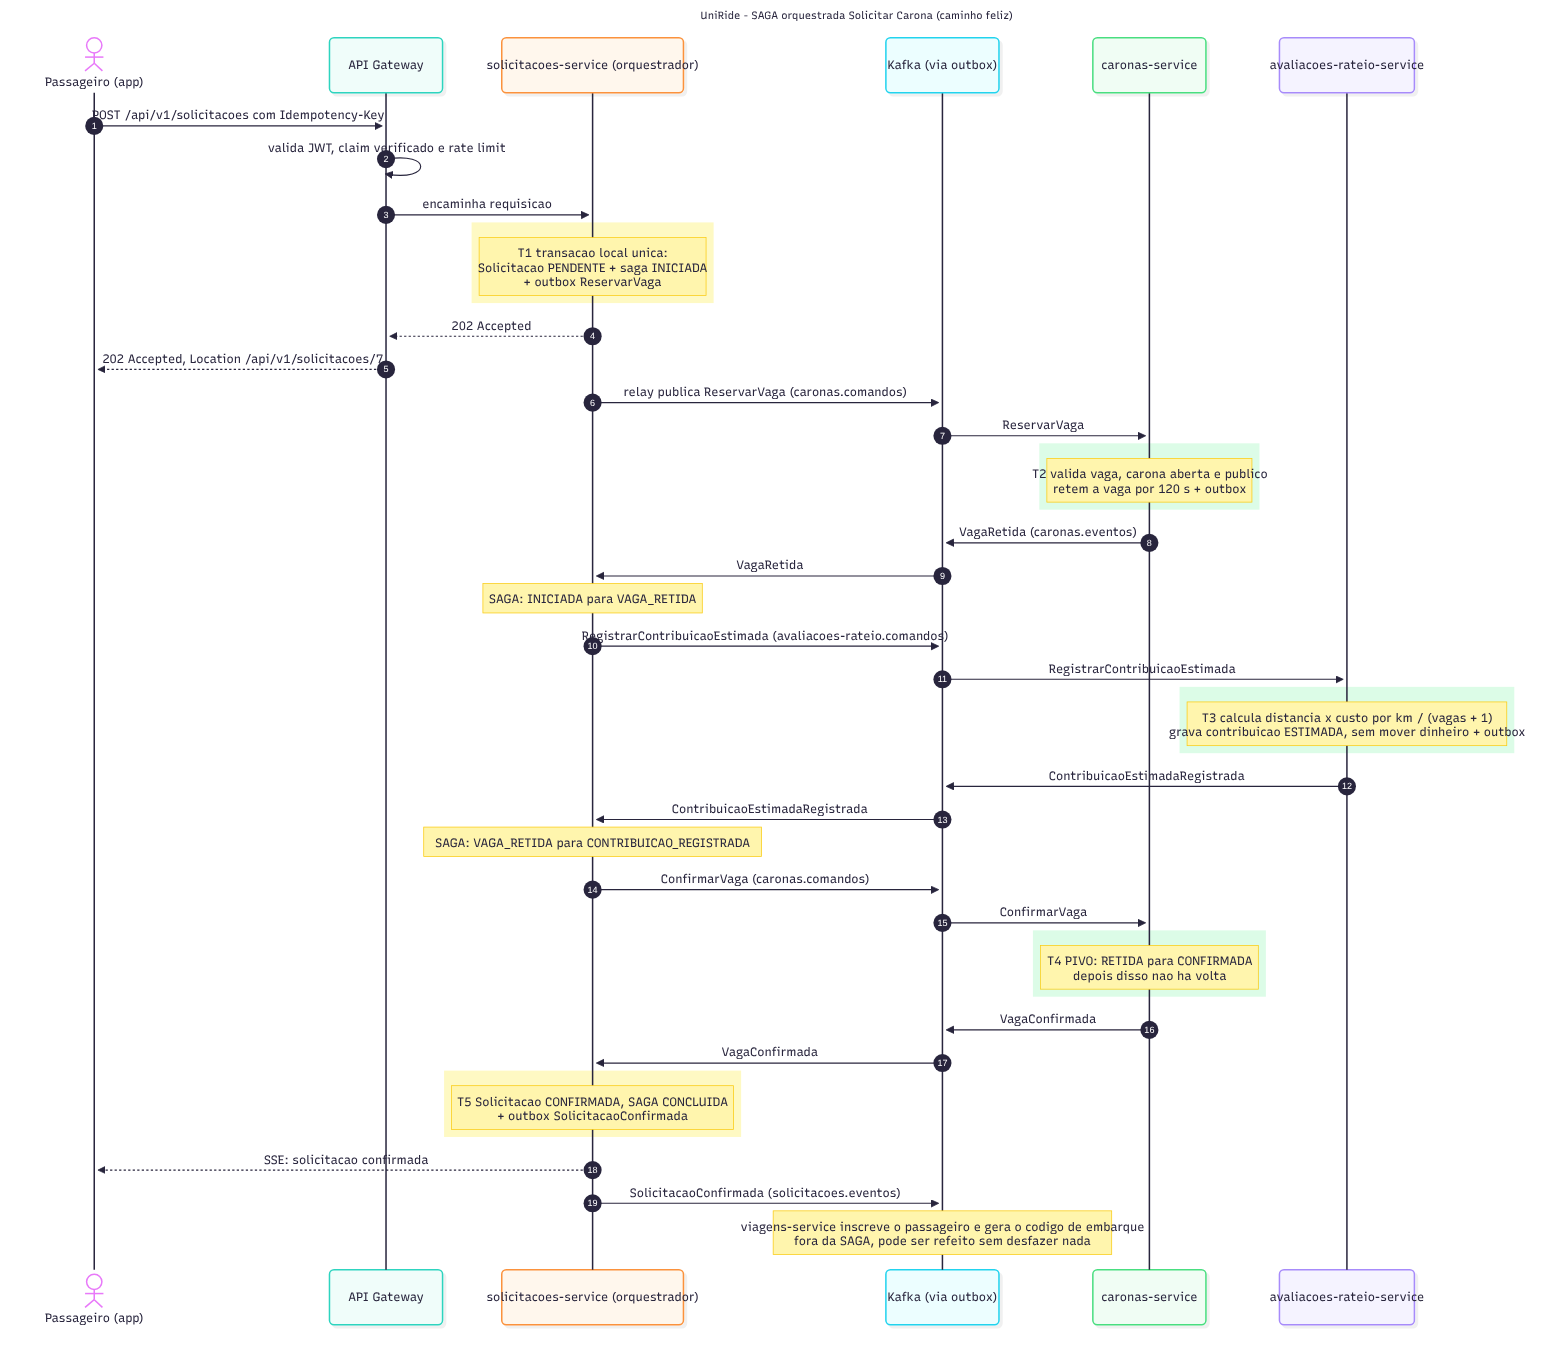 UniRide - SAGA orquestrada Solicitar Carona (caminho feliz)
Passageiro (app)
API Gateway
solicitacoes-service (orquestrador)
Kafka (via outbox)
caronas-service
avaliacoes-rateio-service
POST /api/v1/solicitacoes com Idempotency-Key
1
valida JWT, claim verificado e rate limit
2
encaminha requisicao
3
T1 transacao local unica:
Solicitacao PENDENTE + saga INICIADA
+ outbox ReservarVaga
202 Accepted
4
202 Accepted, Location /api/v1/solicitacoes/7
5
relay publica ReservarVaga (caronas.comandos)
6
ReservarVaga
7
T2 valida vaga, carona aberta e publico
retem a vaga por 120 s + outbox
VagaRetida (caronas.eventos)
8
VagaRetida
9
SAGA: INICIADA para VAGA_RETIDA
RegistrarContribuicaoEstimada (avaliacoes-rateio.comandos)
10
RegistrarContribuicaoEstimada
11
T3 calcula distancia x custo por km / (vagas + 1)
grava contribuicao ESTIMADA, sem mover dinheiro + outbox
ContribuicaoEstimadaRegistrada
12
ContribuicaoEstimadaRegistrada
13
SAGA: VAGA_RETIDA para CONTRIBUICAO_REGISTRADA
ConfirmarVaga (caronas.comandos)
14
ConfirmarVaga
15
T4 PIVO: RETIDA para CONFIRMADA
depois disso nao ha volta
VagaConfirmada
16
VagaConfirmada
17
T5 Solicitacao CONFIRMADA, SAGA CONCLUIDA
+ outbox SolicitacaoConfirmada
SSE: solicitacao confirmada
18
SolicitacaoConfirmada (solicitacoes.eventos)
19
viagens-service inscreve o passageiro e gera o codigo de embarque
fora da SAGA, pode ser refeito sem desfazer nada
Passageiro (app)
API Gateway
solicitacoes-service (orquestrador)
Kafka (via outbox)
caronas-service
avaliacoes-rateio-service